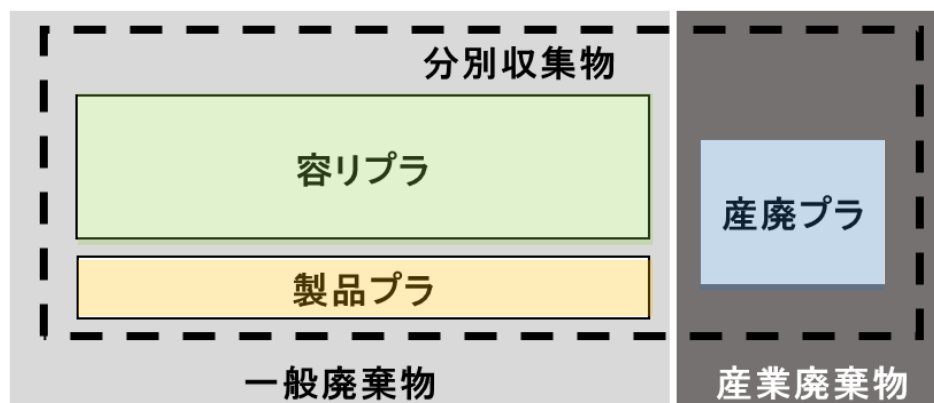 分別収集物
容リプラ
産廃プラ
製品プラ
一般廃棄物
産業廃棄物